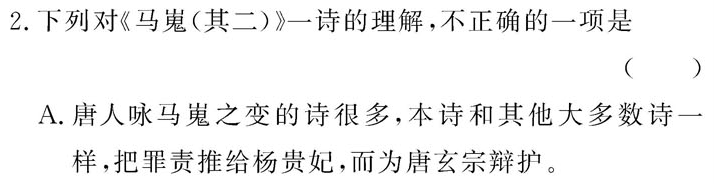 2. 下列对《马嵬(其二)》一诗的理解,不正确的一项是
(　　)
A. 唐人咏马嵬之变的诗很多,本诗和其他大多数诗一
样,把罪责推给杨贵妃,而为唐玄宗辩护。